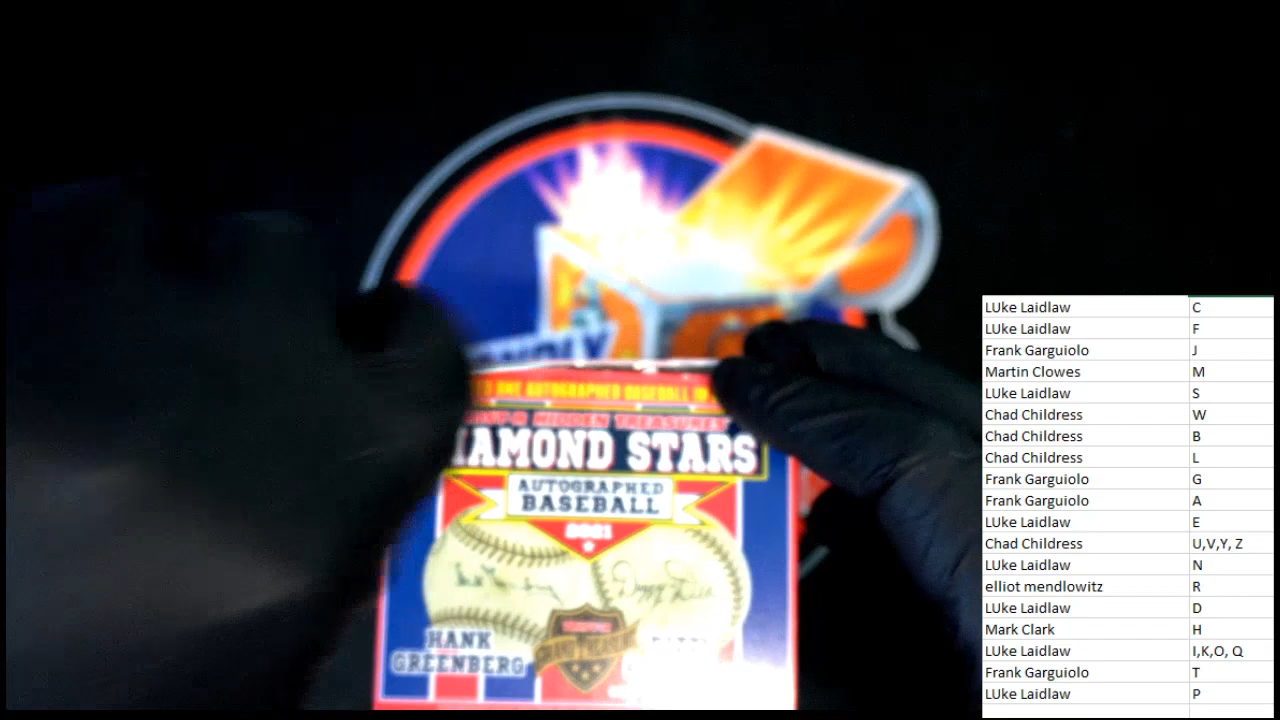 DIAMOND STARS
AUTOGRAPHED
BASEBALL
2021
HANK
GREENBERG
LUke Laidlaw C
LUke Laidlaw F
Frank Garguiolo J
Martin Clowes M
LUke Laidlaw S
Chad Childress W
Chad Childress B
Chad Childress L
Frank Garguiolo G
Frank Garguiolo A
LUke Laidlaw E
Chad Childress U,V,Y, Z
LUke Laidlaw N
elliot mendlowitz R
LUke Laidlaw D
Mark Clark H
LUke Laidlaw I,K,O, Q
Frank Garguiolo T
LUke Laidlaw P